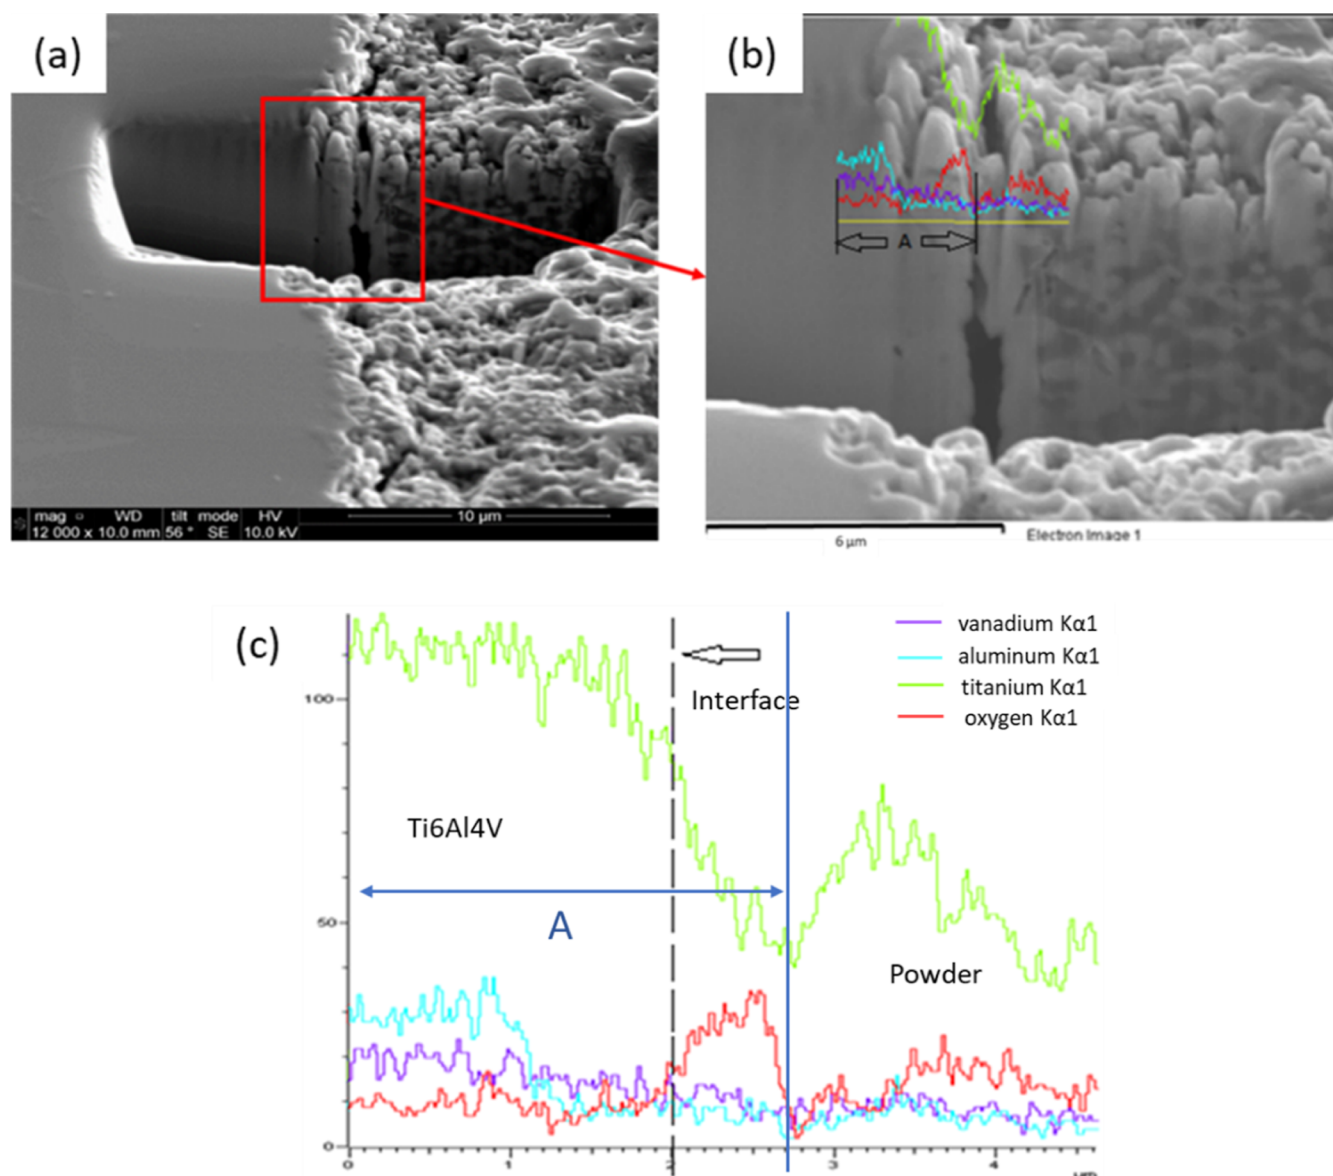 (a)
mag WD tilt mode HV
12 000 x 10.0 mm 56 ° SE 10.0 kV
10 µm
(b)
A
6 µm
Electron Image 1
(c)
vanadium Kα1
aluminum Kα1
titanium Kα1
oxygen Kα1
Interface
Ti6Al4V
A
Powder
100
50
0
0 1 2 3 4